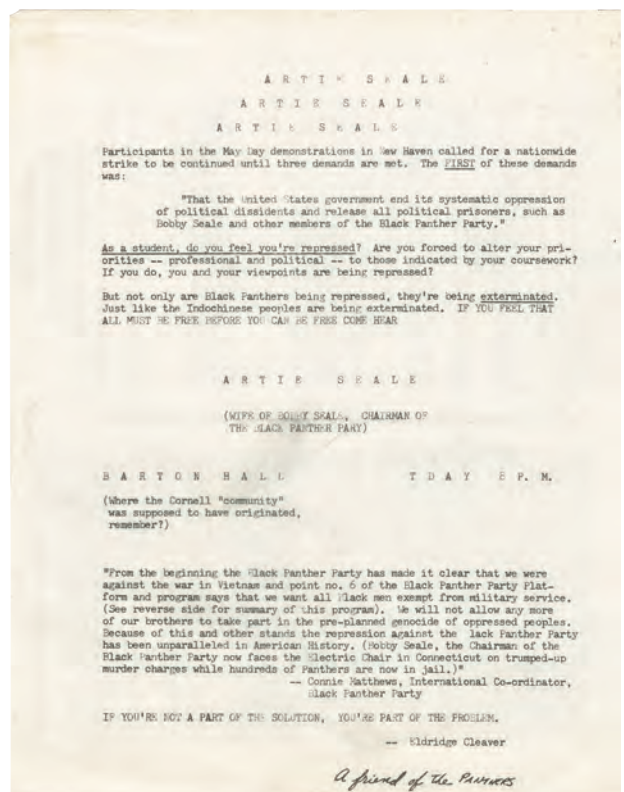 A R T I E   S E A L E
A R T I E   S E A L E
A R T I E   S E A L E
Participants in the May Day demonstrations in New Haven called for a nationwide
strike to be continued until three demands are met. The FIRST of these demands
was:
"That the United States government end its systematic oppression
of political dissidents and release all political prisoners, such as
Bobby Seale and other members of the Black Panther Party."
As a student, do you feel you're repressed? Are you forced to alter your pri-
orities -- professional and political -- to those indicated by your coursework?
If you do, you and your viewpoints are being repressed?
But not only are Black Panthers being repressed, they're being exterminated.
Just like the Indochinese peoples are being exterminated. IF YOU FEEL THAT
ALL MUST BE FREE BEFORE YOU CAN BE FREE COME HEAR
A R T I E   S E A L E
(WIFE OF BOBBY SEALE, CHAIRMAN OF
THE BLACK PANTHER PARY)
B A R T O N   H A L L   T D A Y   8 P. M.
(Where the Cornell "community"
was supposed to have originated,
remember?)
"From the beginning the Black Panther Party has made it clear that we were
against the war in Vietnam and point no. 6 of the Black Panther Party Plat-
form and program says that we want all Black men exempt from military service.
(See reverse side for summary of this program). We will not allow any more
of our brothers to take part in the pre-planned genocide of oppressed peoples.
Because of this and other stands the repression against the lack Panther Party
has been unparalleled in American History. (Bobby Seale, the Chairman of the
Black Panther Party now faces the Electric Chair in Connecticut on trumped-up
murder charges while hundreds of Panthers are now in jail.)"
-- Connie Matthews, International Co-ordinator,
Black Panther Party
IF YOU'RE NOT A PART OF THE SOLUTION, YOU'RE PART OF THE PROBLEM.
-- Eldridge Cleaver
A friend of the PANTHERS